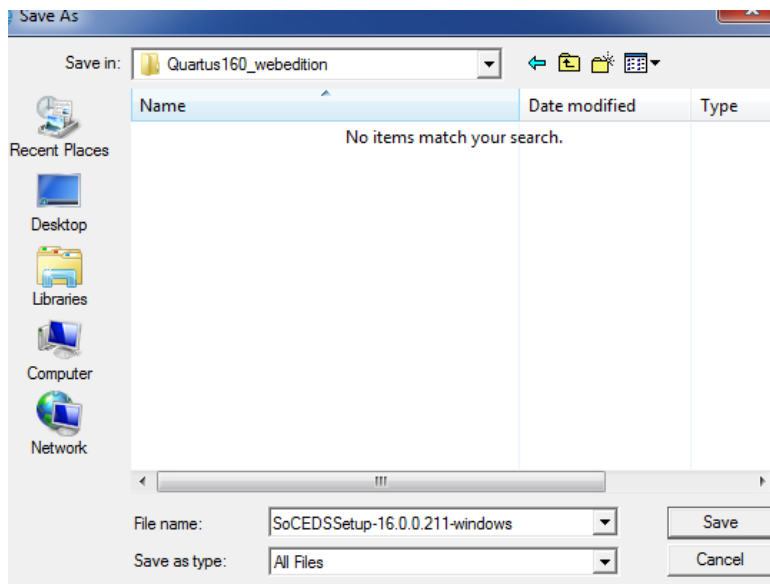 Save As
Save in: Quartus160_webedition
Name Date modified Type
No items match your search.
Recent Places
Desktop
Libraries
Computer
Network
File name: SoCEDSSetup-16.0.0.211-windows Save
Save as type: All Files Cancel